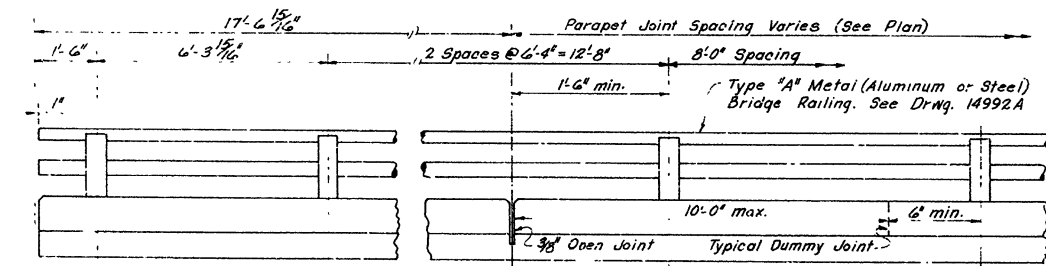 17'-6 15/16"
Parapet Joint Spacing Varies (See Plan)
1'-6"
6'-3 15/16"
2 Spaces @ 6'-4" = 12'-8"
8'-0" Spacing
1'-6" min.
1"
Type "A" Metal (Aluminum or Steel)
Bridge Railing. See Drwg. 14992A
10'-0" max.
6" min.
3/8" Open Joint
Typical Dummy Joint